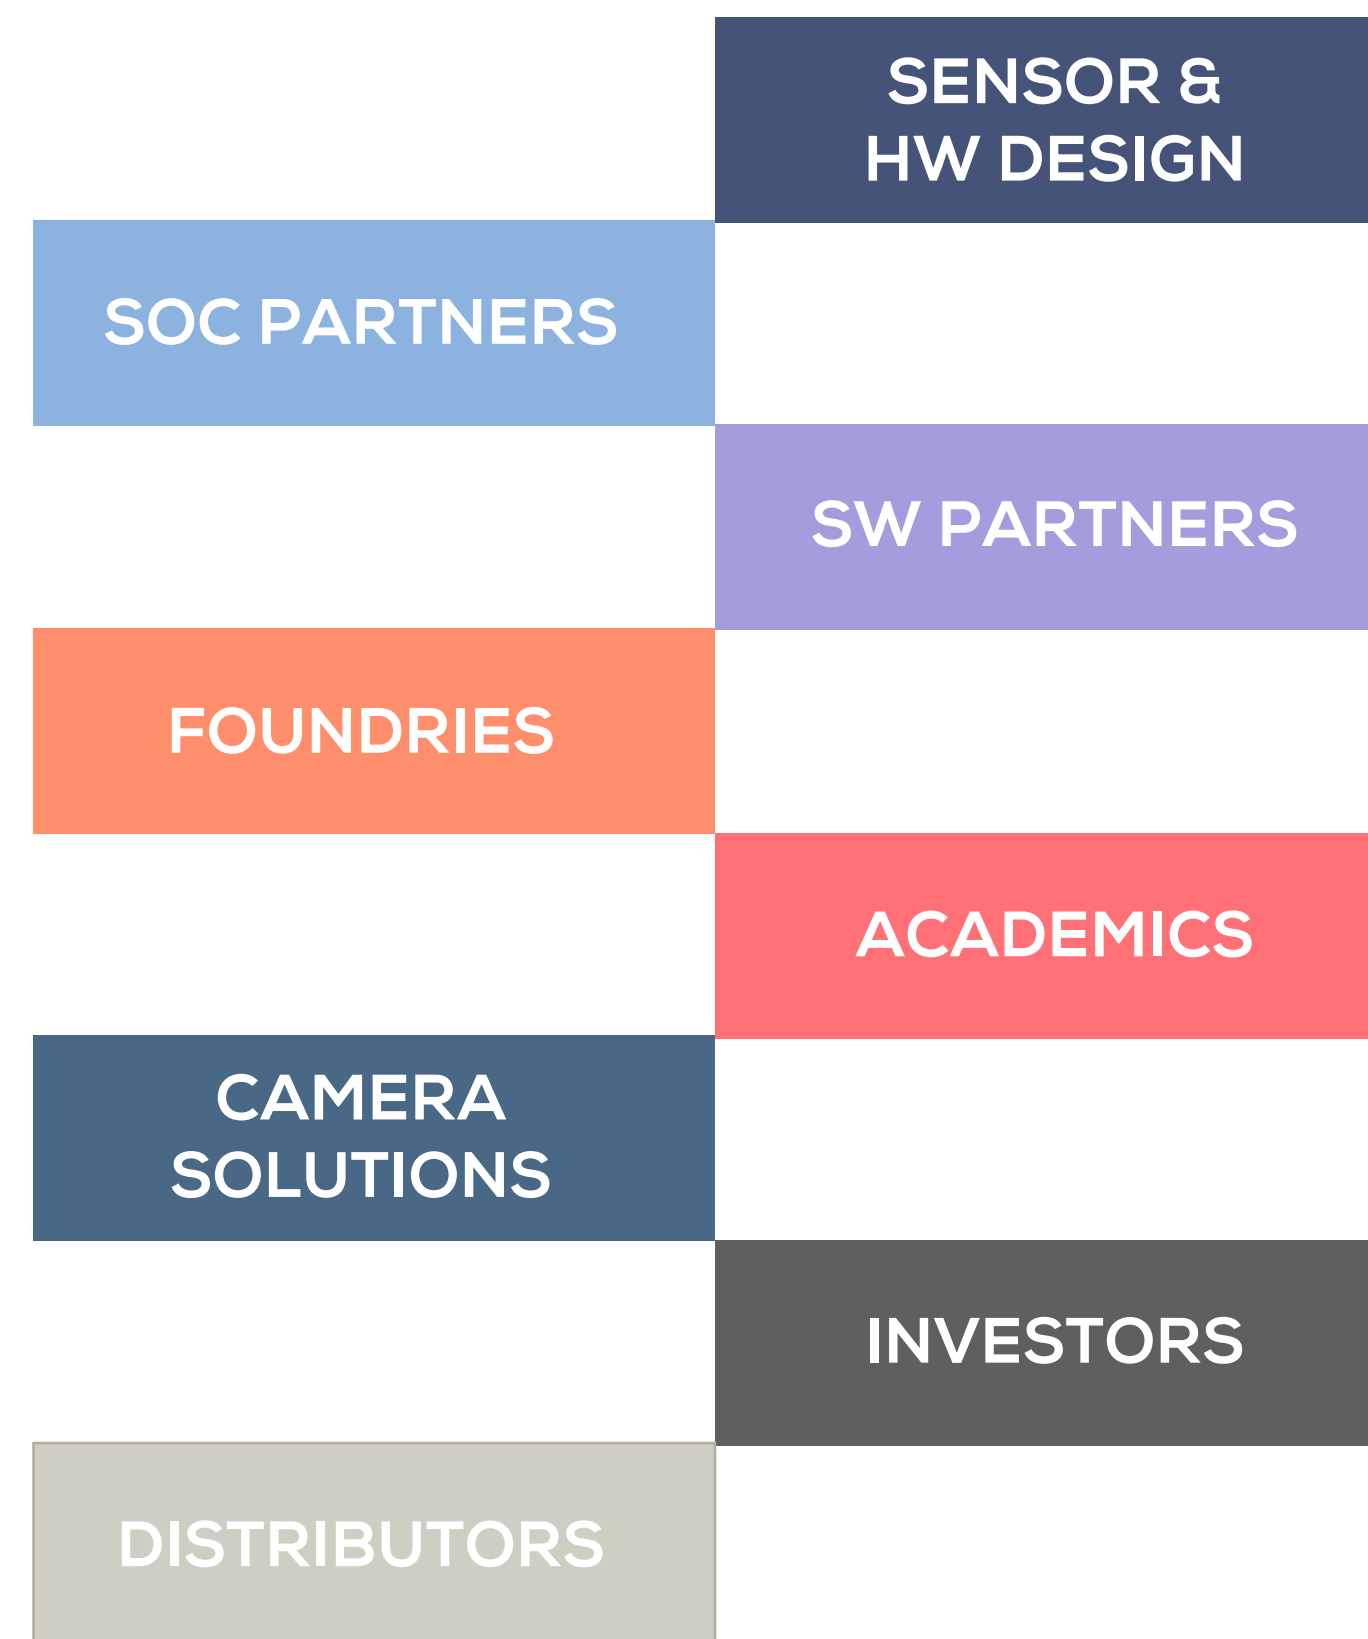 SENSOR &
HW DESIGN
SOC PARTNERS
SW PARTNERS
FOUNDRIES
ACADEMICS
CAMERA
SOLUTIONS
INVESTORS
DISTRIBUTORS